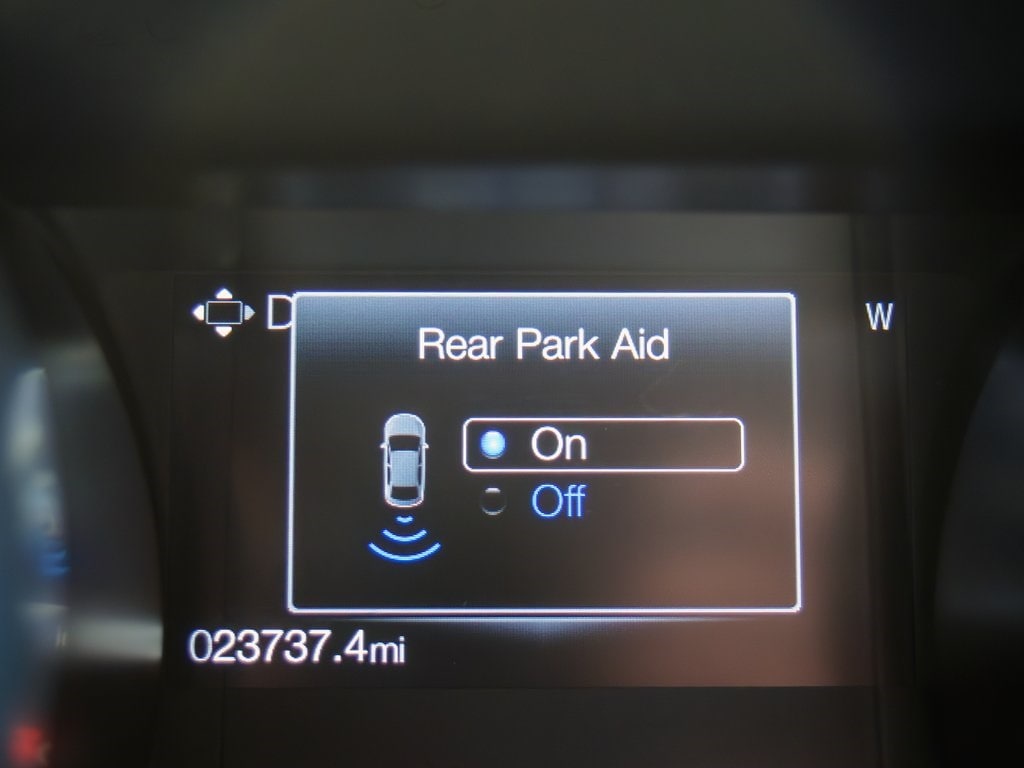 D
W
Rear Park Aid
On
Off
023737.4mi